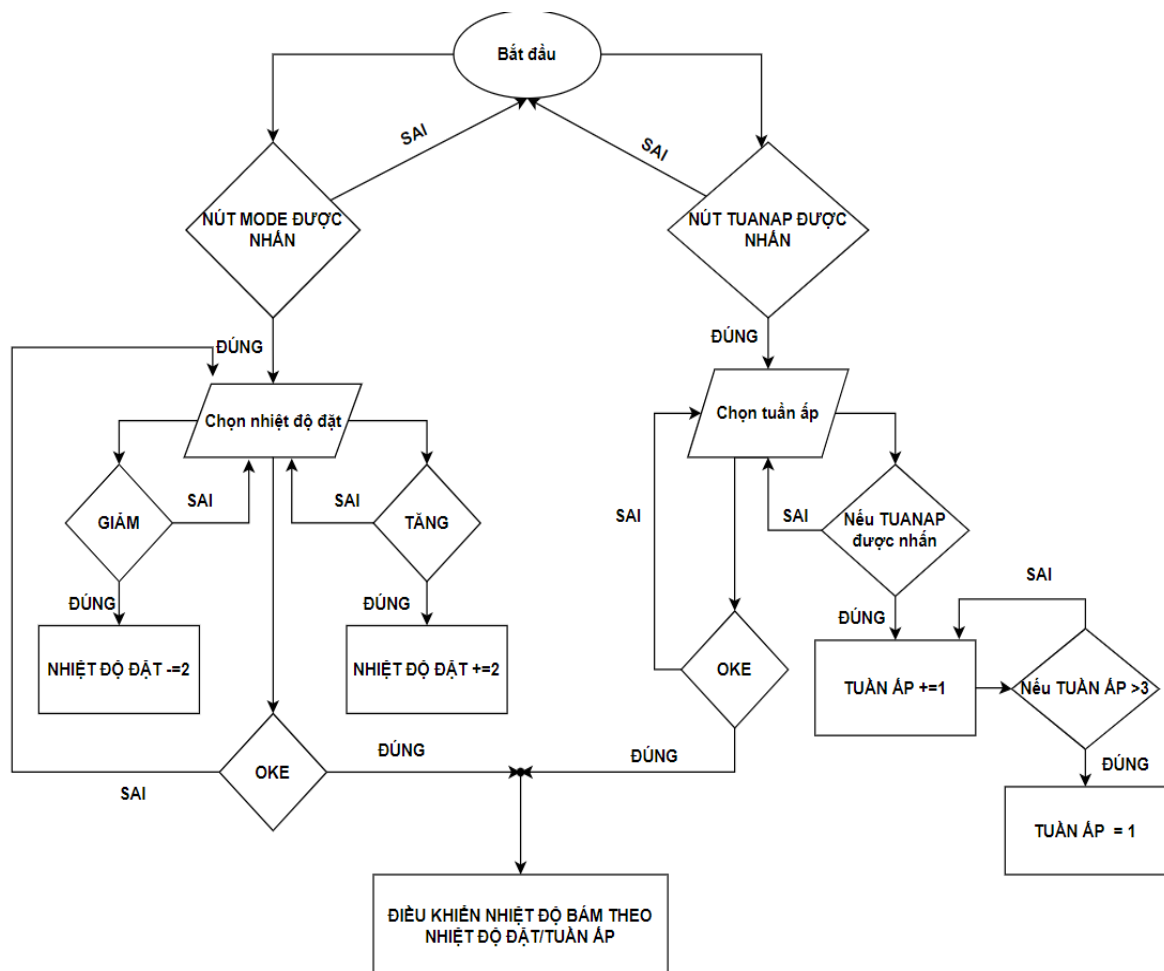 Bắt đầu
SAI
SAI
NÚT MODE ĐƯỢC
NHẤN
NÚT TUANAP ĐƯỢC
NHẤN
ĐÚNG
ĐÚNG
Chọn nhiệt độ đặt
Chọn tuần ấp
SAI
SAI
SAI
SAI
GIẢM
TĂNG
Nếu TUANAP
được nhấn
SAI
ĐÚNG
ĐÚNG
ĐÚNG
NHIỆT ĐỘ ĐẶT -=2
NHIỆT ĐỘ ĐẶT +=2
OKE
TUẦN ẤP +=1
Nếu TUẦN ẤP >3
ĐÚNG
ĐÚNG
ĐÚNG
OKE
SAI
TUẦN ẤP = 1
ĐIỀU KHIỂN NHIỆT ĐỘ BÁM THEO
NHIỆT ĐỘ ĐẶT/TUẦN ẤP